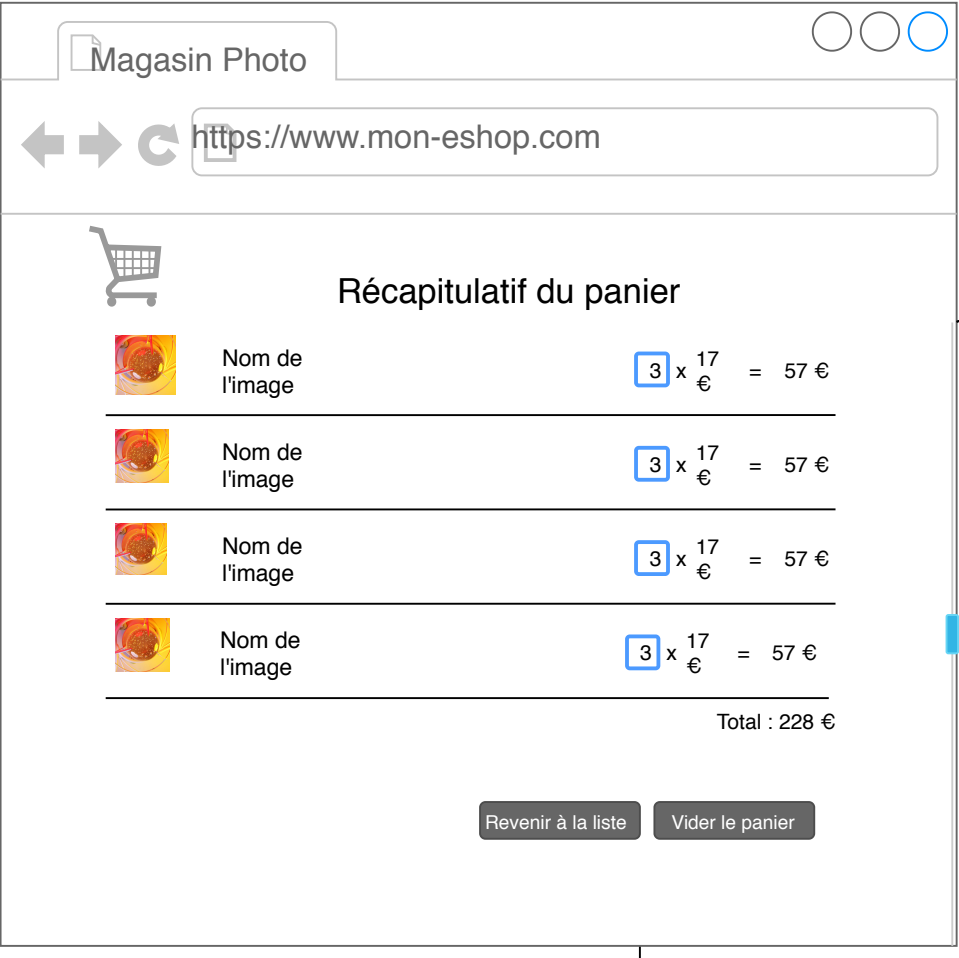 Magasin Photo
https://www.mon-eshop.com
Récapitulatif du panier
Nom de
l'image
3 x 17 € = 57 €
Nom de
l'image
3 x 17 € = 57 €
Nom de
l'image
3 x 17 € = 57 €
Nom de
l'image
3 x 17 € = 57 €
Total : 228 €
Revenir à la liste Vider le panier